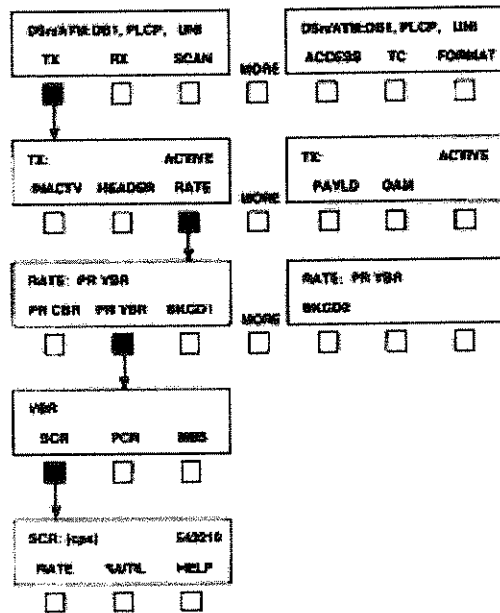 DSn/ATM:DS1, PLCP, UNI
TX RX SCAN
MORE
DSn/ATM:DS1, PLCP, UNI
ACCESS TC FORMAT
TX: ACTIVE
INACTV HEADER RATE
MORE
TX: ACTIVE
PAYLD OAM
RATE: PR VBR
PR CBR PR VBR BKGD1
MORE
RATE: PR VBR
BKGD2
VBR
SCR PCR MBS
SCR: (cps) 543210
RATE %UTIL HELP